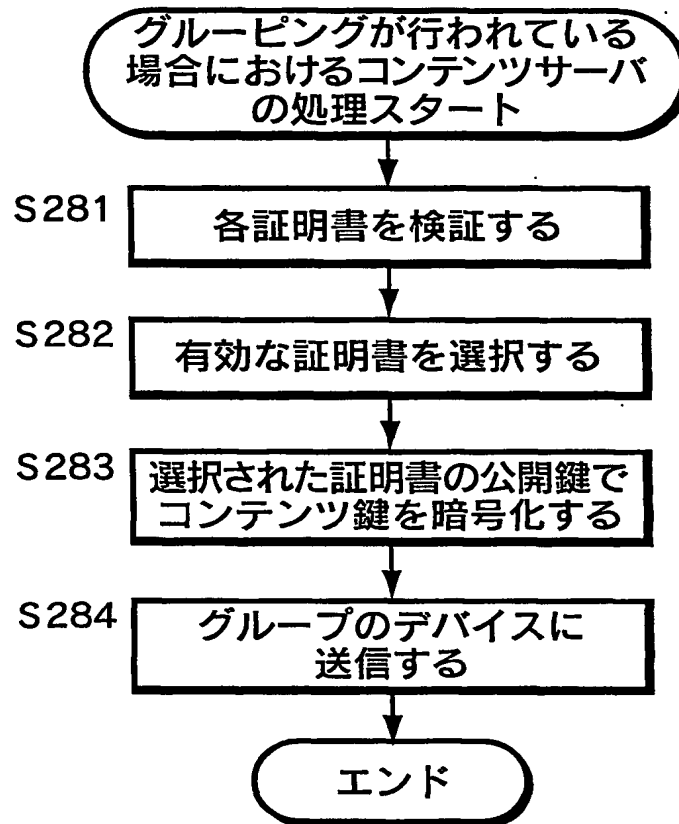 グルーピングが行われている
場合におけるコンテンツサーバ
の処理スタート
S281
各証明書を検証する
S282
有効な証明書を選択する
S283
選択された証明書の公開鍵で
コンテンツ鍵を暗号化する
S284
グループのデバイスに
送信する
エンド